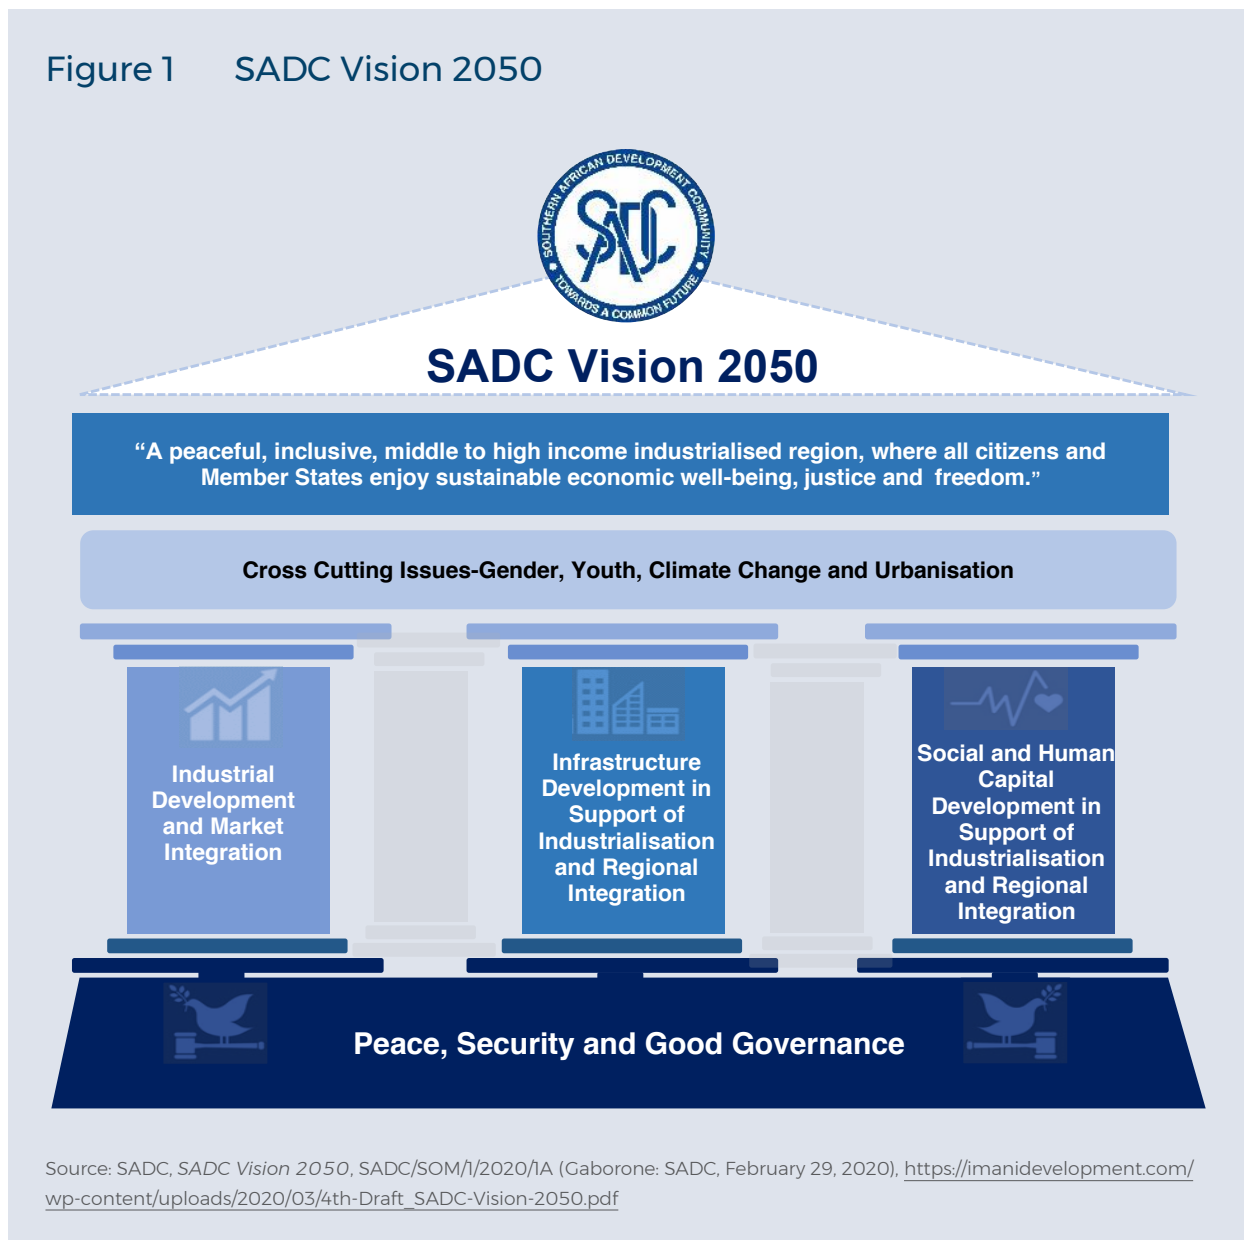 Figure 1 SADC Vision 2050
SOUTHERN AFRICAN DEVELOPMENT COMMUNITY
SADC
TOWARDS A COMMON FUTURE
SADC Vision 2050
“A peaceful, inclusive, middle to high income industrialised region, where all citizens and
Member States enjoy sustainable economic well-being, justice and freedom.”
Cross Cutting Issues-Gender, Youth, Climate Change and Urbanisation
Industrial
Development
and Market
Integration
Infrastructure
Development in
Support of
Industrialisation
and Regional
Integration
Social and Human
Capital
Development in
Support of
Industrialisation
and Regional
Integration
Peace, Security and Good Governance
Source: SADC, SADC Vision 2050, SADC/SOM/1/2020/1A (Gaborone: SADC, February 29, 2020), https://imanidevelopment.com/
wp-content/uploads/2020/03/4th-Draft_SADC-Vision-2050.pdf